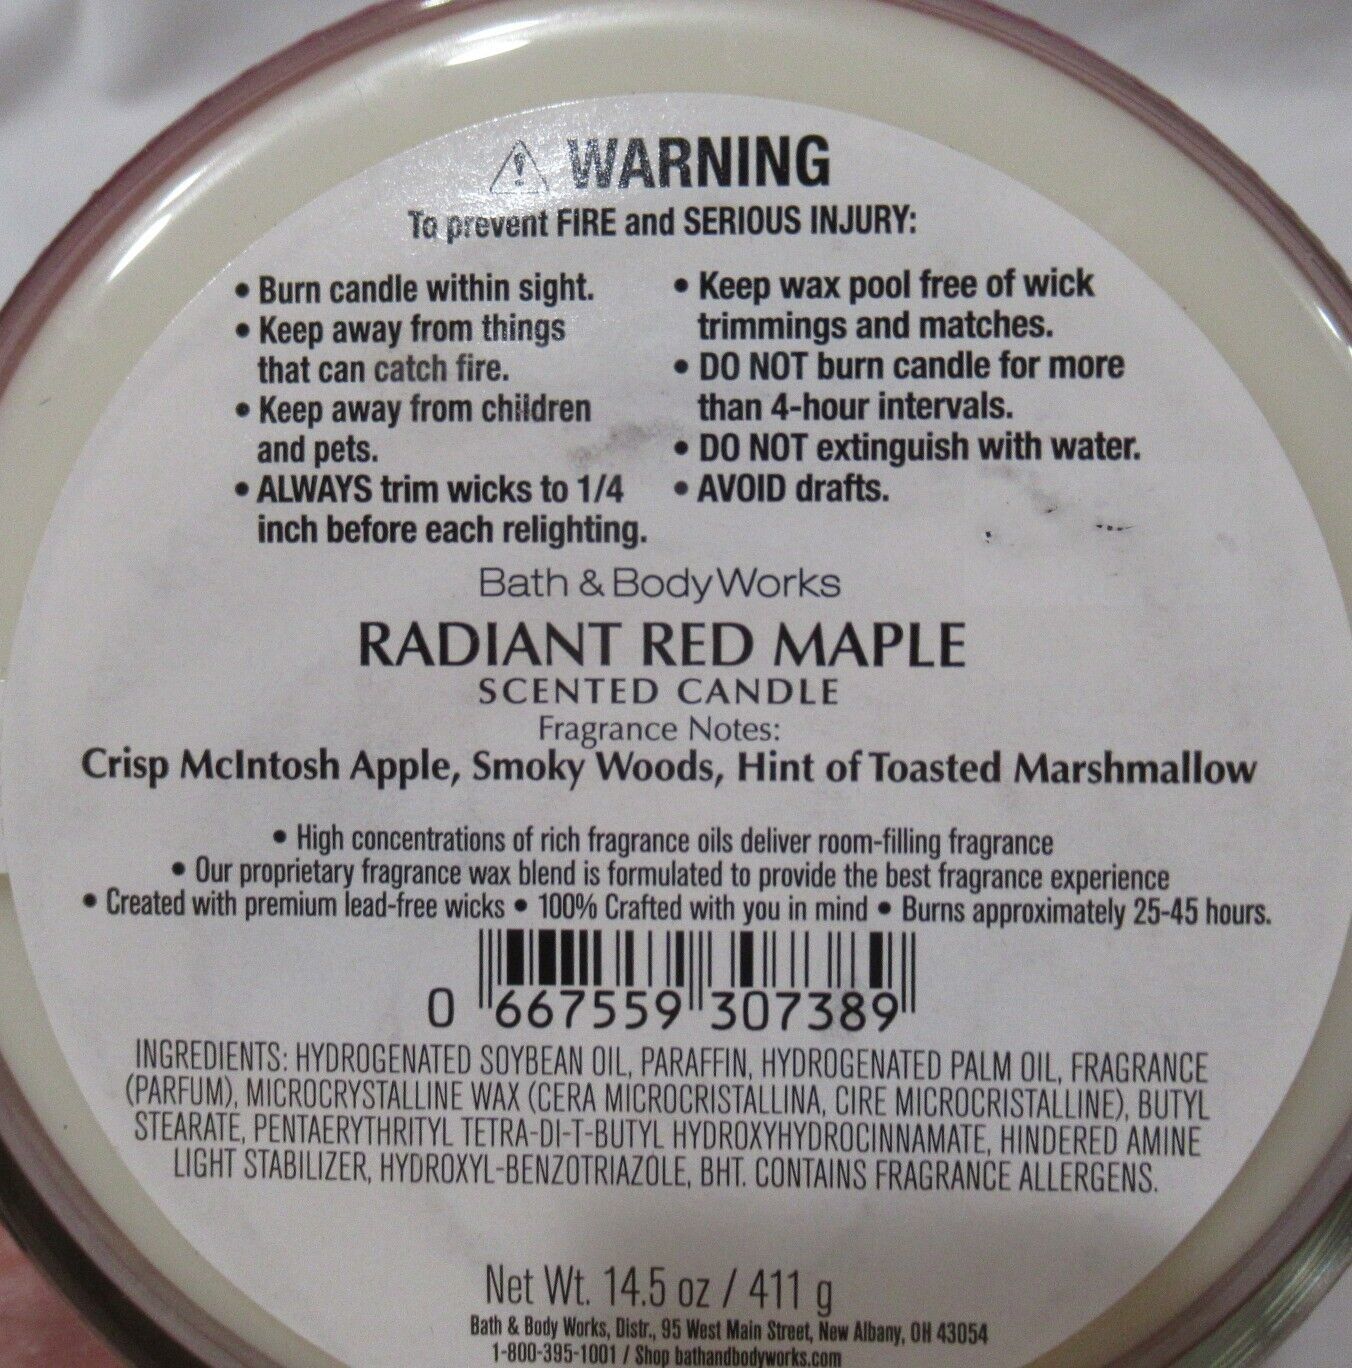 ⚠ WARNING
To prevent FIRE and SERIOUS INJURY:
• Burn candle within sight.
• Keep away from things
that can catch fire.
• Keep away from children
and pets.
• ALWAYS trim wicks to 1/4
inch before each relighting.
• Keep wax pool free of wick
trimmings and matches.
• DO NOT burn candle for more
than 4-hour intervals.
• DO NOT extinguish with water.
• AVOID drafts.
Bath & Body Works
RADIANT RED MAPLE
SCENTED CANDLE
Fragrance Notes:
Crisp McIntosh Apple, Smoky Woods, Hint of Toasted Marshmallow
• High concentrations of rich fragrance oils deliver room-filling fragrance
• Our proprietary fragrance wax blend is formulated to provide the best fragrance experience
• Created with premium lead-free wicks • 100% Crafted with you in mind • Burns approximately 25-45 hours.
0 667559 307389
INGREDIENTS: HYDROGENATED SOYBEAN OIL, PARAFFIN, HYDROGENATED PALM OIL, FRAGRANCE
(PARFUM), MICROCRYSTALLINE WAX (CERA MICROCRISTALLINA, CIRE MICROCRISTALLINE), BUTYL
STEARATE, PENTAERYTHRITYL TETRA-DI-T-BUTYL HYDROXYHYDROCINNAMATE, HINDERED AMINE
LIGHT STABILIZER, HYDROXYL-BENZOTRIAZOLE, BHT. CONTAINS FRAGRANCE ALLERGENS.
Net Wt. 14.5 oz / 411 g
Bath & Body Works, Distr., 95 West Main Street, New Albany, OH 43054
1-800-395-1001 / Shop bathandbodyworks.com